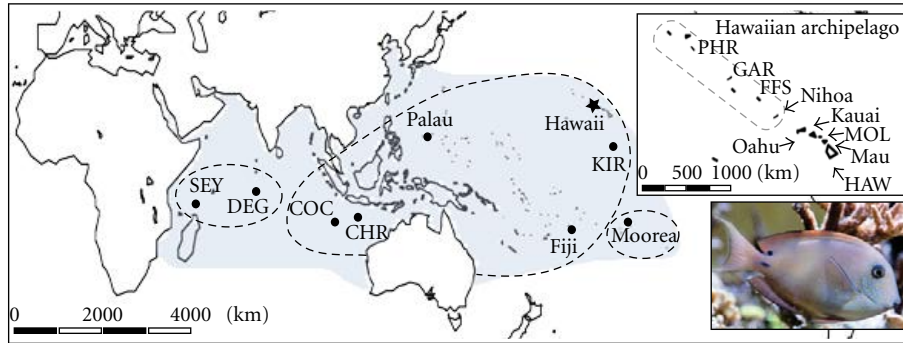 Hawaiian archipelago
PHR
GAR
FFS
Nihoa
Kauai
MOL
Oahu
Mau
HAW
0 500 1000 (km)
Palau
Hawaii
KIR
SEY
DEG
COC
CHR
Fiji
Moorea
0 2000 4000 (km)